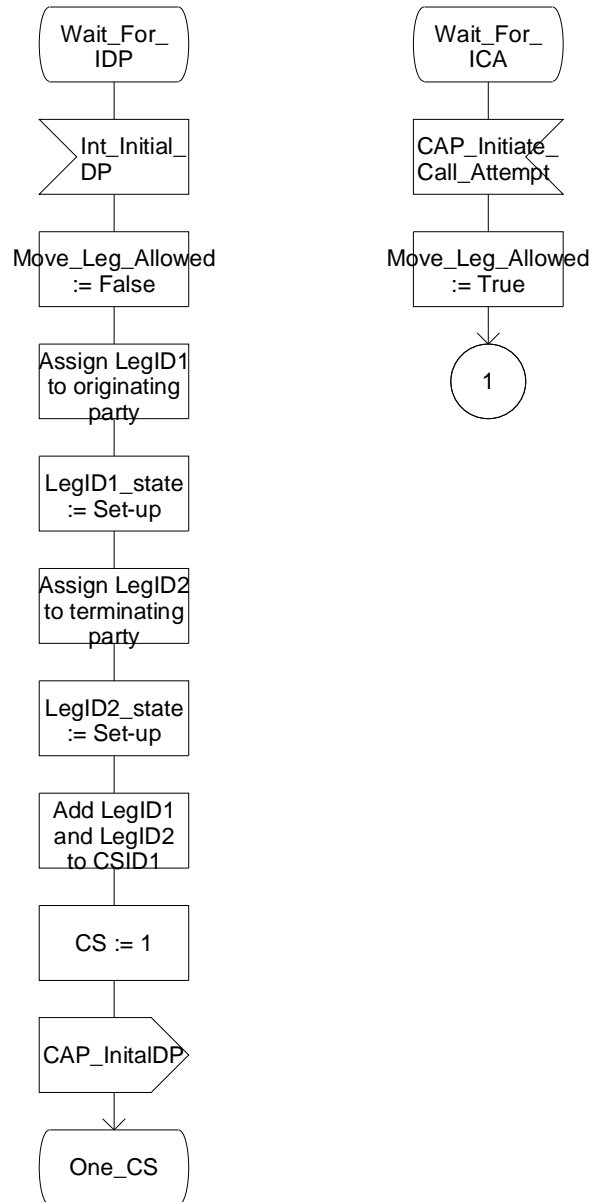 Wait_For_
IDP
Int_Initial_
DP
Move_Leg_Allowed
:= False
Assign LegID1
to originating
party
LegID1_state
:= Set-up
Assign LegID2
to terminating
party
LegID2_state
:= Set-up
Add LegID1
and LegID2
to CSID1
CS := 1
CAP_InitalDP
One_CS
Wait_For_
ICA
CAP_Initiate_
Call_Attempt
Move_Leg_Allowed
:= True
1